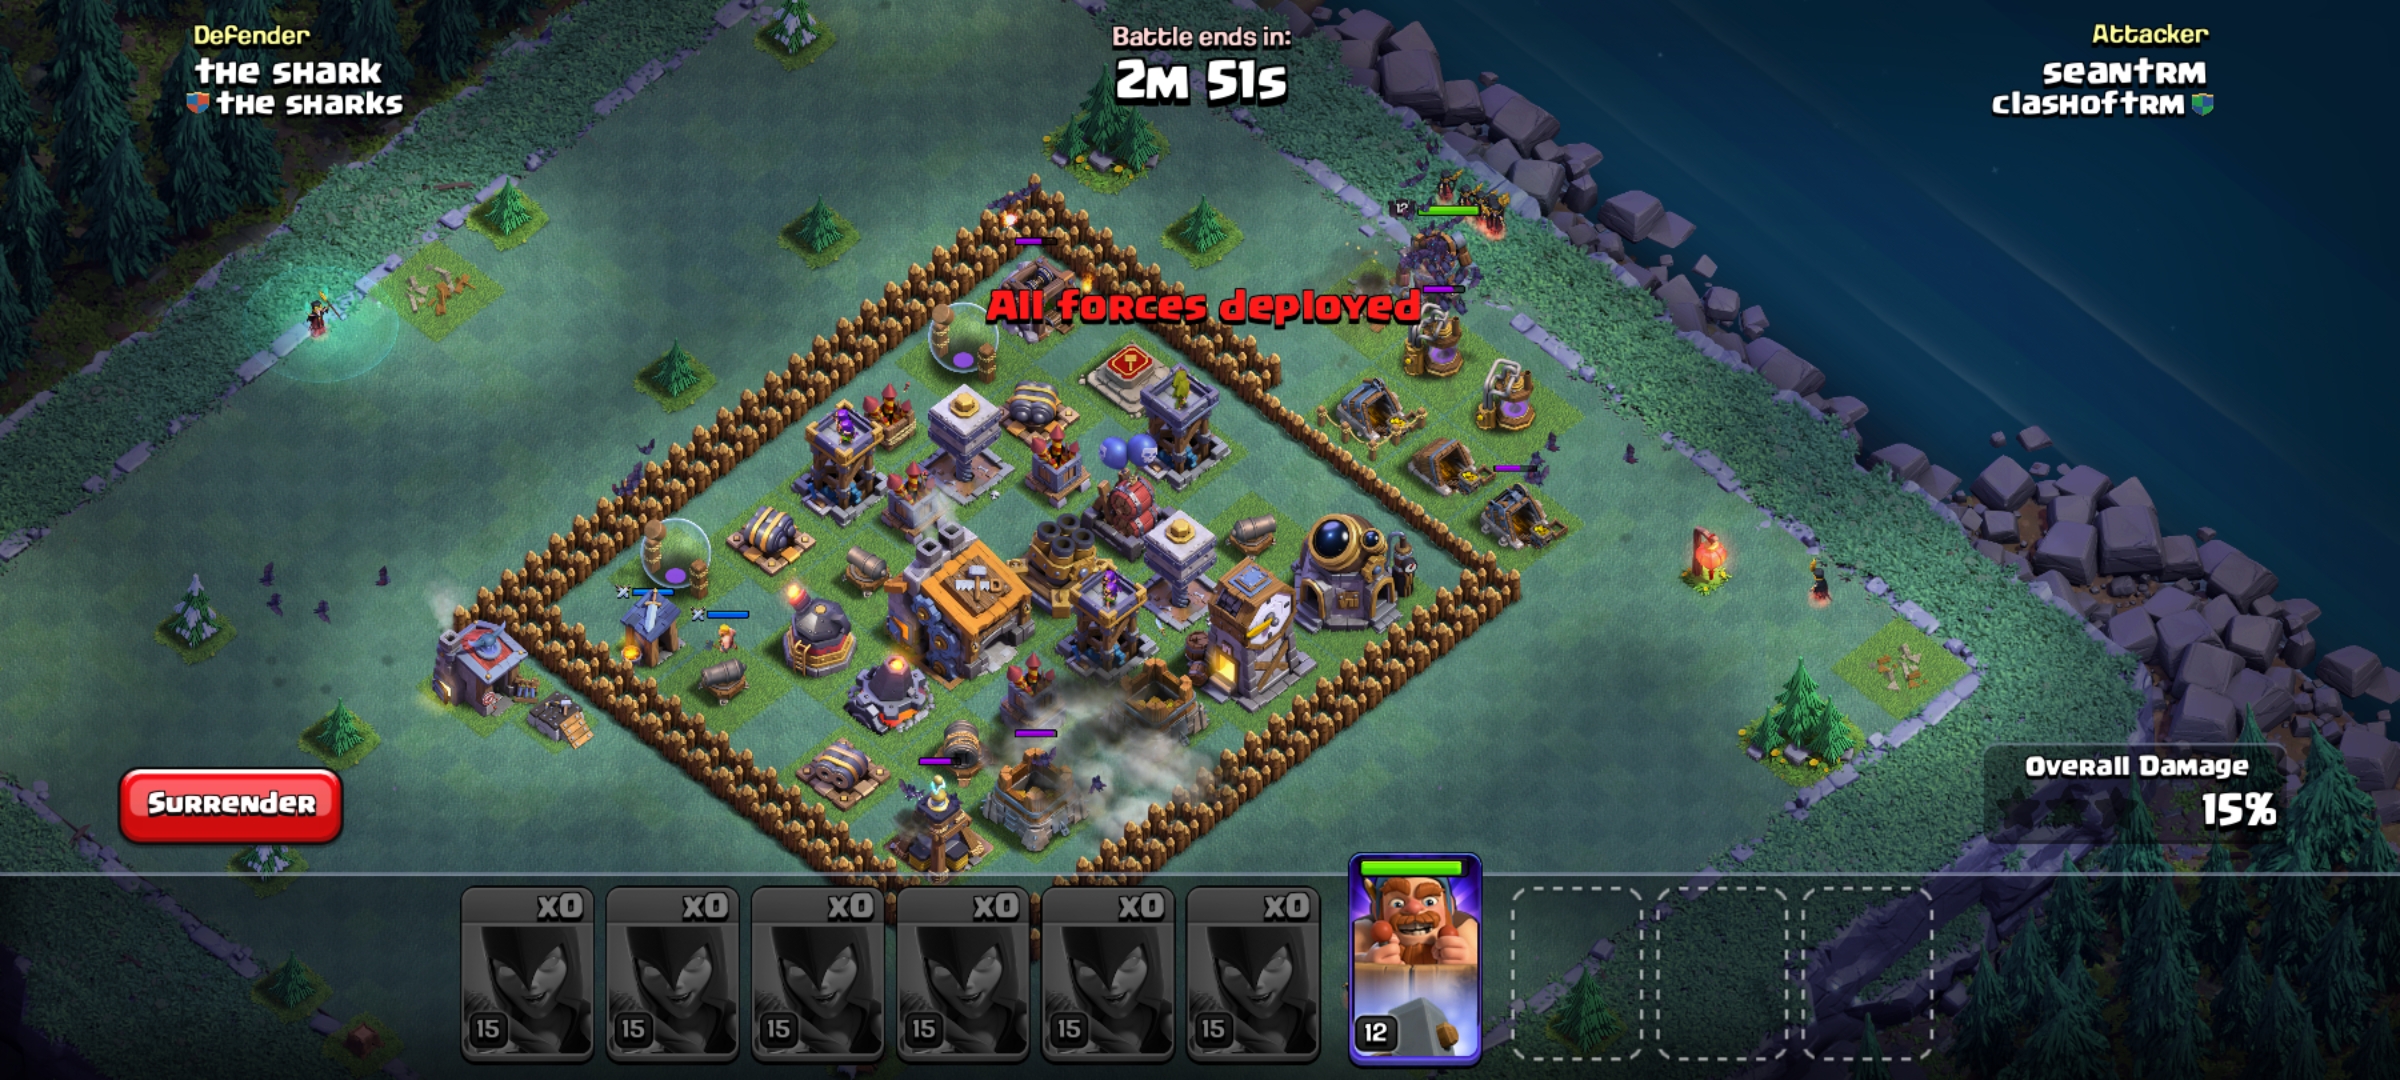 Defender
the shark
the sharks
Battle ends in:
2M 51s
Attacker
seantrm
clashoftrm
12
All forces deployed
Surrender
Overall Damage
15%
x0 x0 x0 x0 x0 x0
15 15 15 15 15 15 12